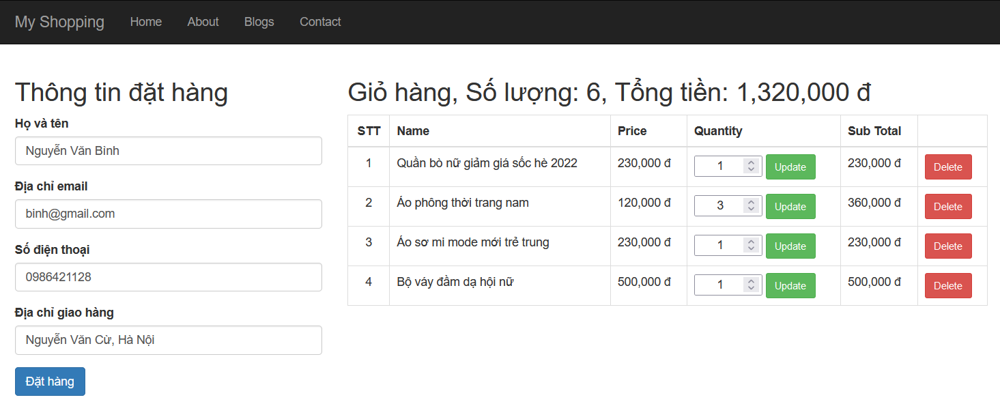 My Shopping Home About Blogs Contact
Thông tin đặt hàng
Họ và tên
Nguyễn Văn Bình
Địa chỉ email
binh@gmail.com
Số điện thoại
0986421128
Địa chỉ giao hàng
Nguyễn Văn Cừ, Hà Nội
Đặt hàng
Giỏ hàng, Số lượng: 6, Tổng tiền: 1,320,000 đ
STT Name Price Quantity Sub Total
1 Quần bò nữ giảm giá sốc hè 2022 230,000 đ 1 Update 230,000 đ Delete
2 Áo phông thời trang nam 120,000 đ 3 Update 360,000 đ Delete
3 Áo sơ mi mode mới trẻ trung 230,000 đ 1 Update 230,000 đ Delete
4 Bộ váy đầm dạ hội nữ 500,000 đ 1 Update 500,000 đ Delete